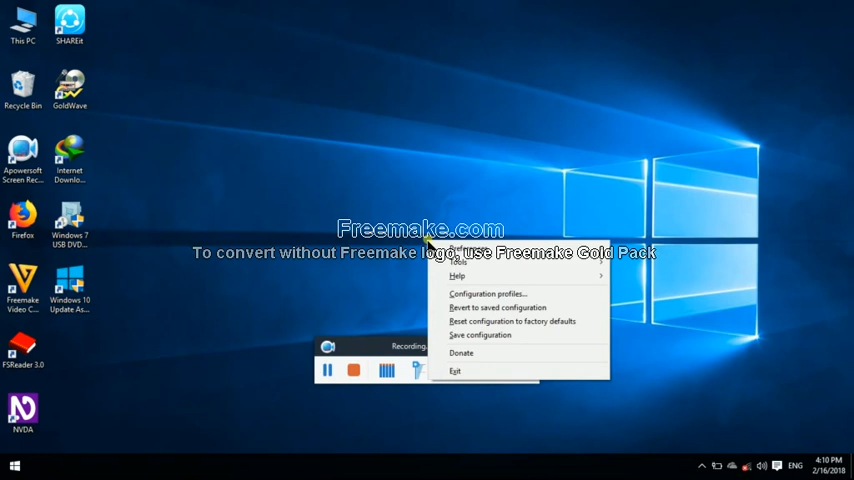 This PC
SHAREit
Recycle Bin
GoldWave
Apowersoft
Screen Rec...
Internet
Downlo...
Firefox
Windows 7
USB DVD...
Freemake
Video C...
Windows 10
Update As...
FSReader 3.0
NVDA
Freemake.com
To convert without Freemake logo, use Freemake Gold Pack
Preferences
Tools
Help
Configuration profiles...
Revert to saved configuration
Reset configuration to factory defaults
Save configuration
Donate
Exit
Recording.
ENG
4:10 PM
2/16/2018